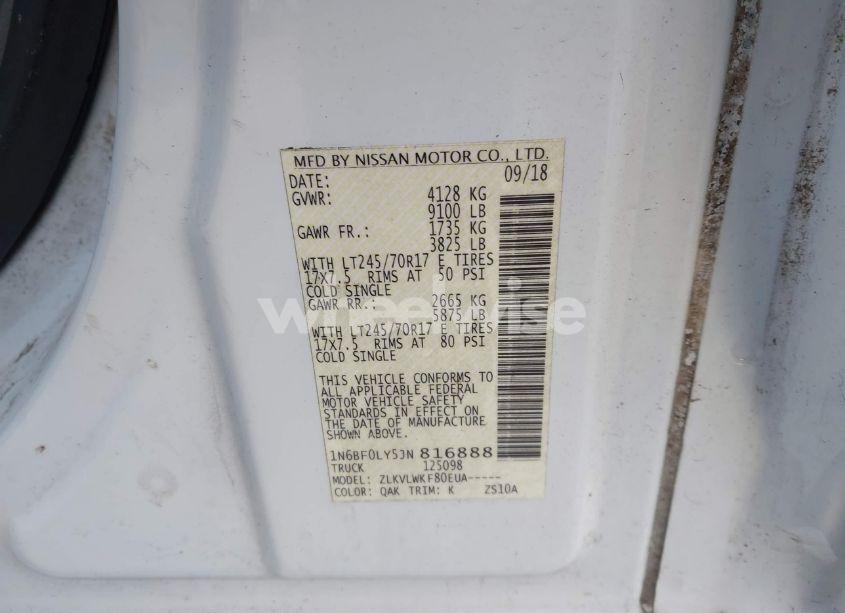 MFD BY NISSAN MOTOR CO., LTD.
DATE: 09/18
GVWR: 4128 KG
9100 LB
GAWR FR.: 1735 KG
3825 LB
WITH LT245/70R17 E TIRES
17X7.5 RIMS AT 50 PSI
COLD SINGLE
GAWR RR.: 2665 KG
5875 LB
WITH LT245/70R17 E TIRES
17X7.5 RIMS AT 80 PSI
COLD SINGLE
THIS VEHICLE CONFORMS TO
ALL APPLICABLE FEDERAL
MOTOR VEHICLE SAFETY
STANDARDS IN EFFECT ON
THE DATE OF MANUFACTURE
SHOWN ABOVE.
1N6BF0LY5JN 816888
TRUCK 125098
MODEL: ZLKVLWKF80EUA-----
COLOR: QAK TRIM: K ZS10A
wheelwise